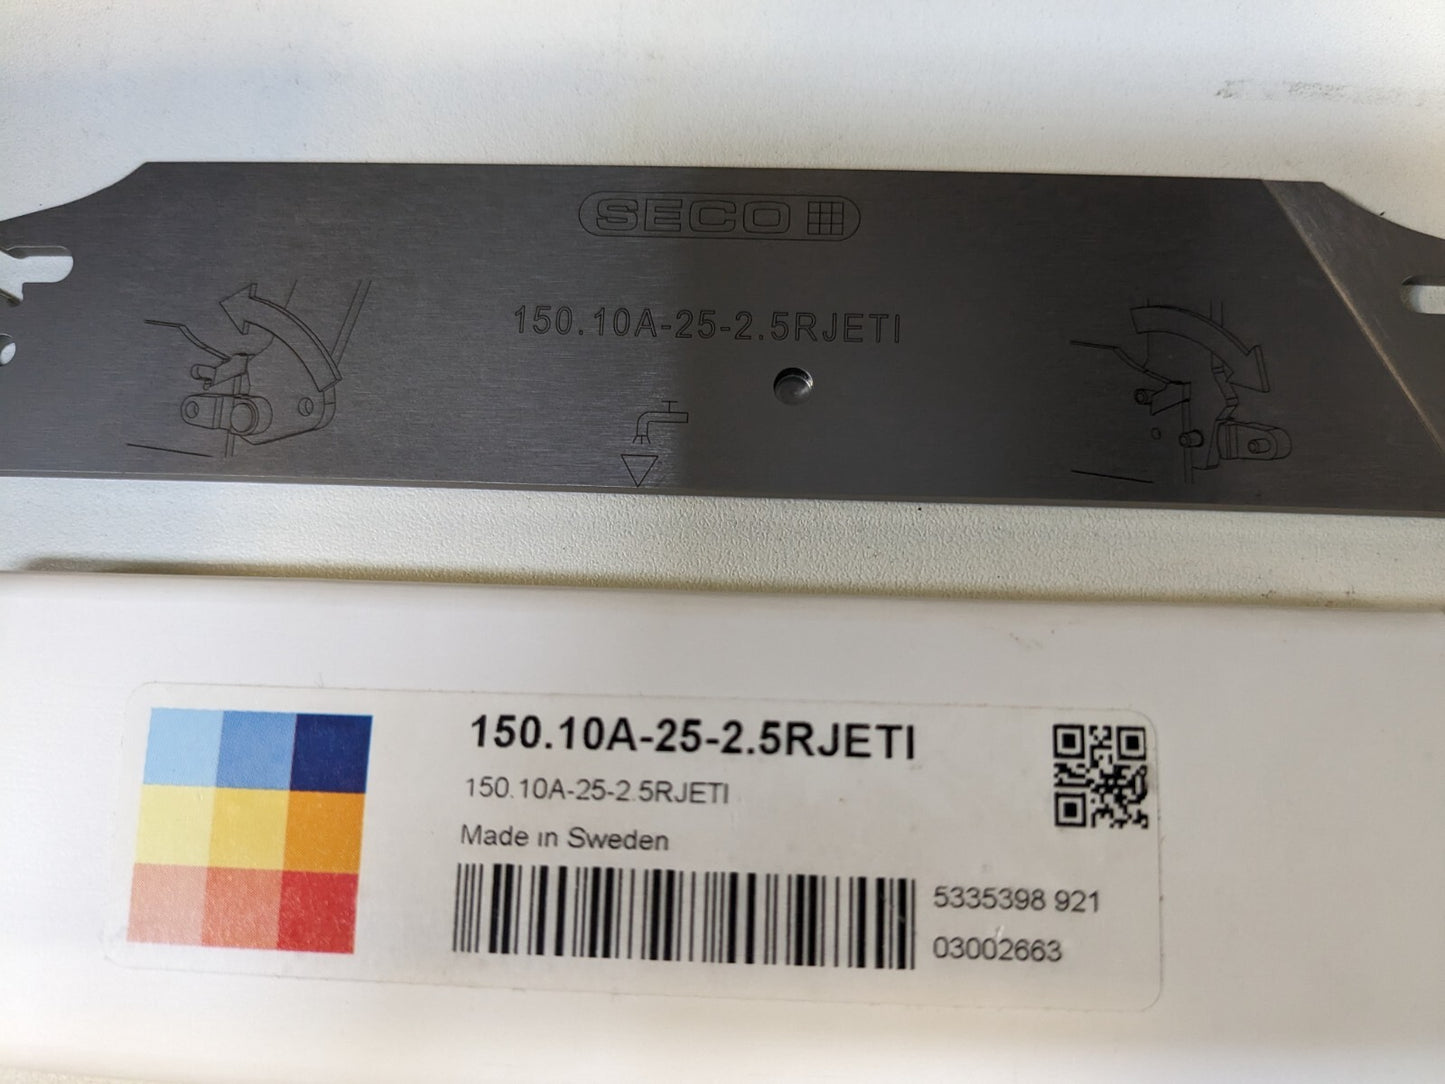 SECO
150.10A-25-2.5RJETI
150.10A-25-2.5RJETI
150.10A-25-2.5RJETI
Made in Sweden
5335398 921
03002663